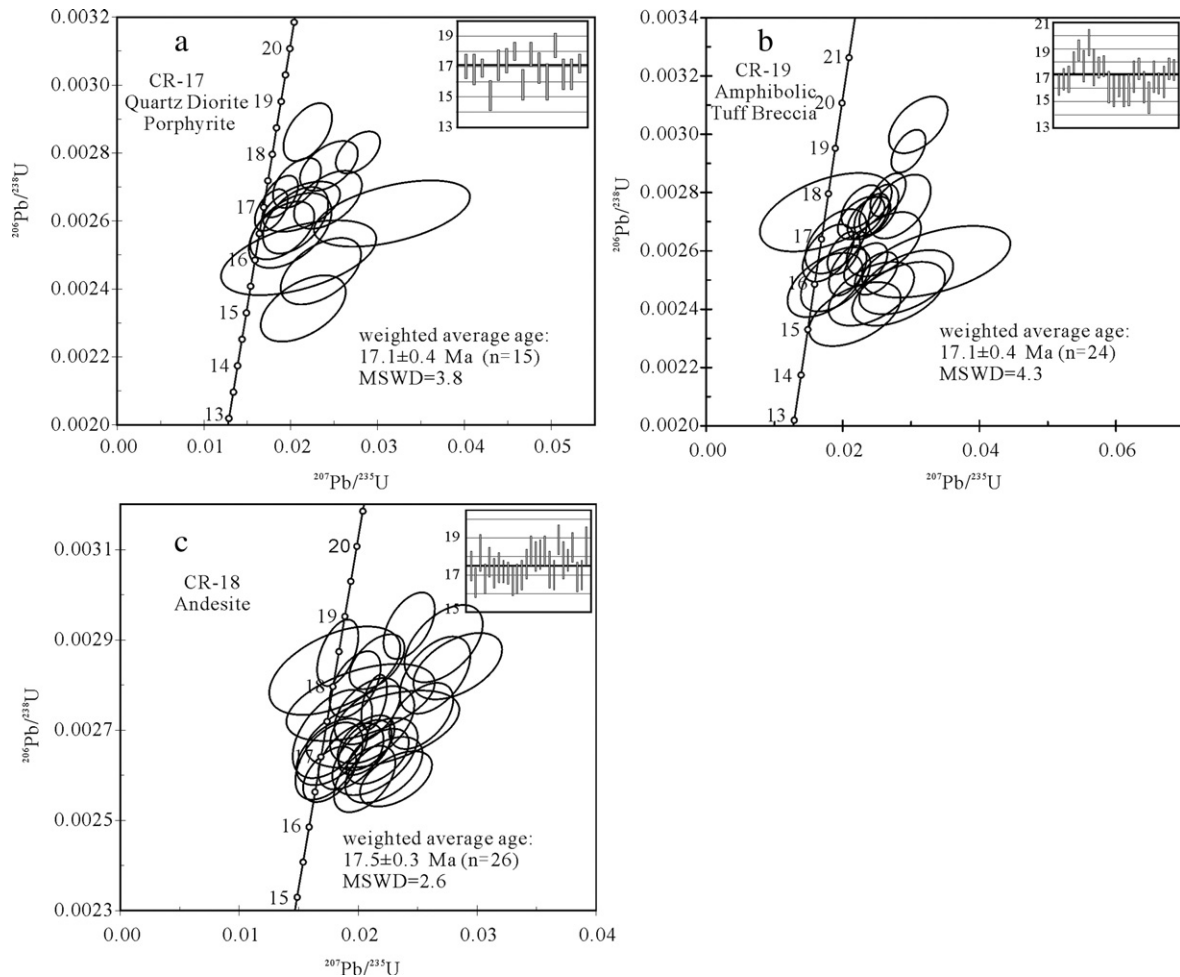 a
CR-17
Quartz Diorite
Porphyrite
0.0032
0.0030
0.0028
0.0026
0.0024
0.0022
0.0020
²⁰⁶Pb/²³⁸U
20
19
18
17
16
15
14
13
19
17
15
13
weighted average age:
17.1±0.4 Ma (n=15)
MSWD=3.8
0.00 0.01 0.02 0.03 0.04 0.05
²⁰⁷Pb/²³⁵U
b
CR-19
Amphibolic
Tuff Breccia
0.0034
0.0032
0.0030
0.0028
0.0026
0.0024
0.0022
0.0020
²⁰⁶Pb/²³⁸U
21
20
19
18
17
16
15
14
13
21
19
17
15
13
weighted average age:
17.1±0.4 Ma (n=24)
MSWD=4.3
0.00 0.02 0.04 0.06
²⁰⁷Pb/²³⁵U
c
CR-18
Andesite
0.0031
0.0029
0.0027
0.0025
0.0023
²⁰⁶Pb/²³⁸U
20
19
18
17
16
15
19
17
15
weighted average age:
17.5±0.3 Ma (n=26)
MSWD=2.6
0.00 0.01 0.02 0.03 0.04
²⁰⁷Pb/²³⁵U